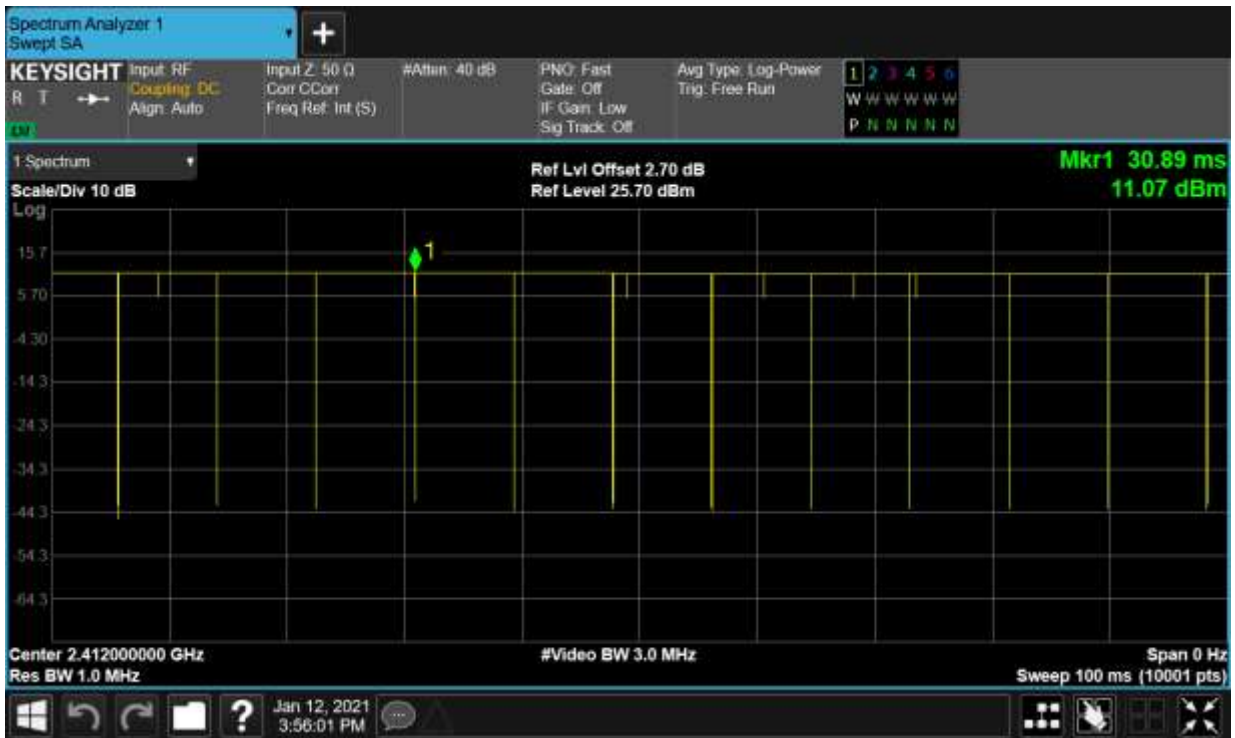 Spectrum Analyzer 1
Swept SA
+
KEYSIGHT Input: RF Input Z: 50 Ω #Atten: 40 dB PNO: Fast Avg Type: Log-Power 1 2 3 4 5 6
R T Coupling: DC Corr CCorr Gate: Off Trig: Free Run
Align: Auto Freq Ref: Int (S) IF Gain: Low W W W W W W
Sig Track: Off P N N N N N
1 Spectrum Ref Lvl Offset 2.70 dB Mkr1 30.89 ms
Scale/Div 10 dB Ref Level 25.70 dBm 11.07 dBm
Log
15.7
1
5.70
-4.30
-14.3
-24.3
-34.3
-44.3
-54.3
-64.3
Center 2.412000000 GHz #Video BW 3.0 MHz Span 0 Hz
Res BW 1.0 MHz Sweep 100 ms (10001 pts)
? Jan 12, 2021
3:56:01 PM